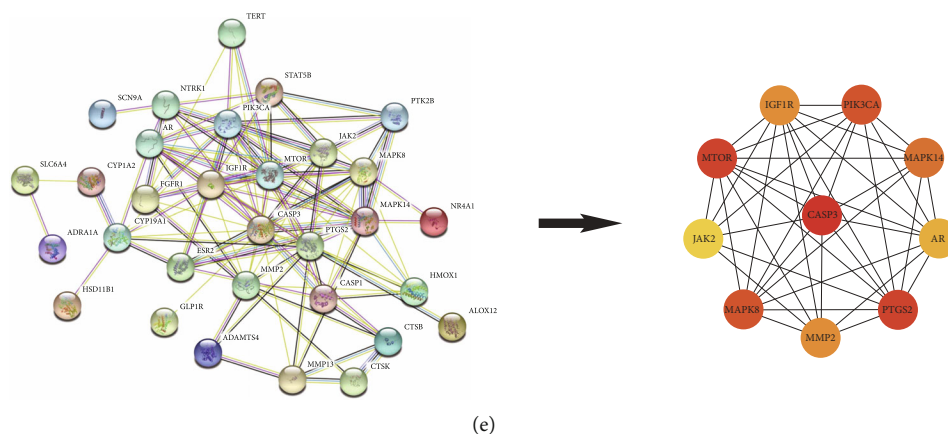 TERT
STAT5B
NTRK1
SCN9A
PIK3CA
PTK2B
AR
JAK2
SLC6A4
CYP1A2
IGF1R
MTOR
MAPK8
FGFR1
MAPK14
NR4A1
CYP19A1
CASP3
ADRA1A
PTGS2
ESR2
MMP2
HSD11B1
CASP1
HMOX1
GLP1R
ALOX12
ADAMTS4
CTSB
MMP13
CTSK
IGF1R
PIK3CA
MTOR
MAPK14
CASP3
JAK2
AR
MAPK8
PTGS2
MMP2
(e)